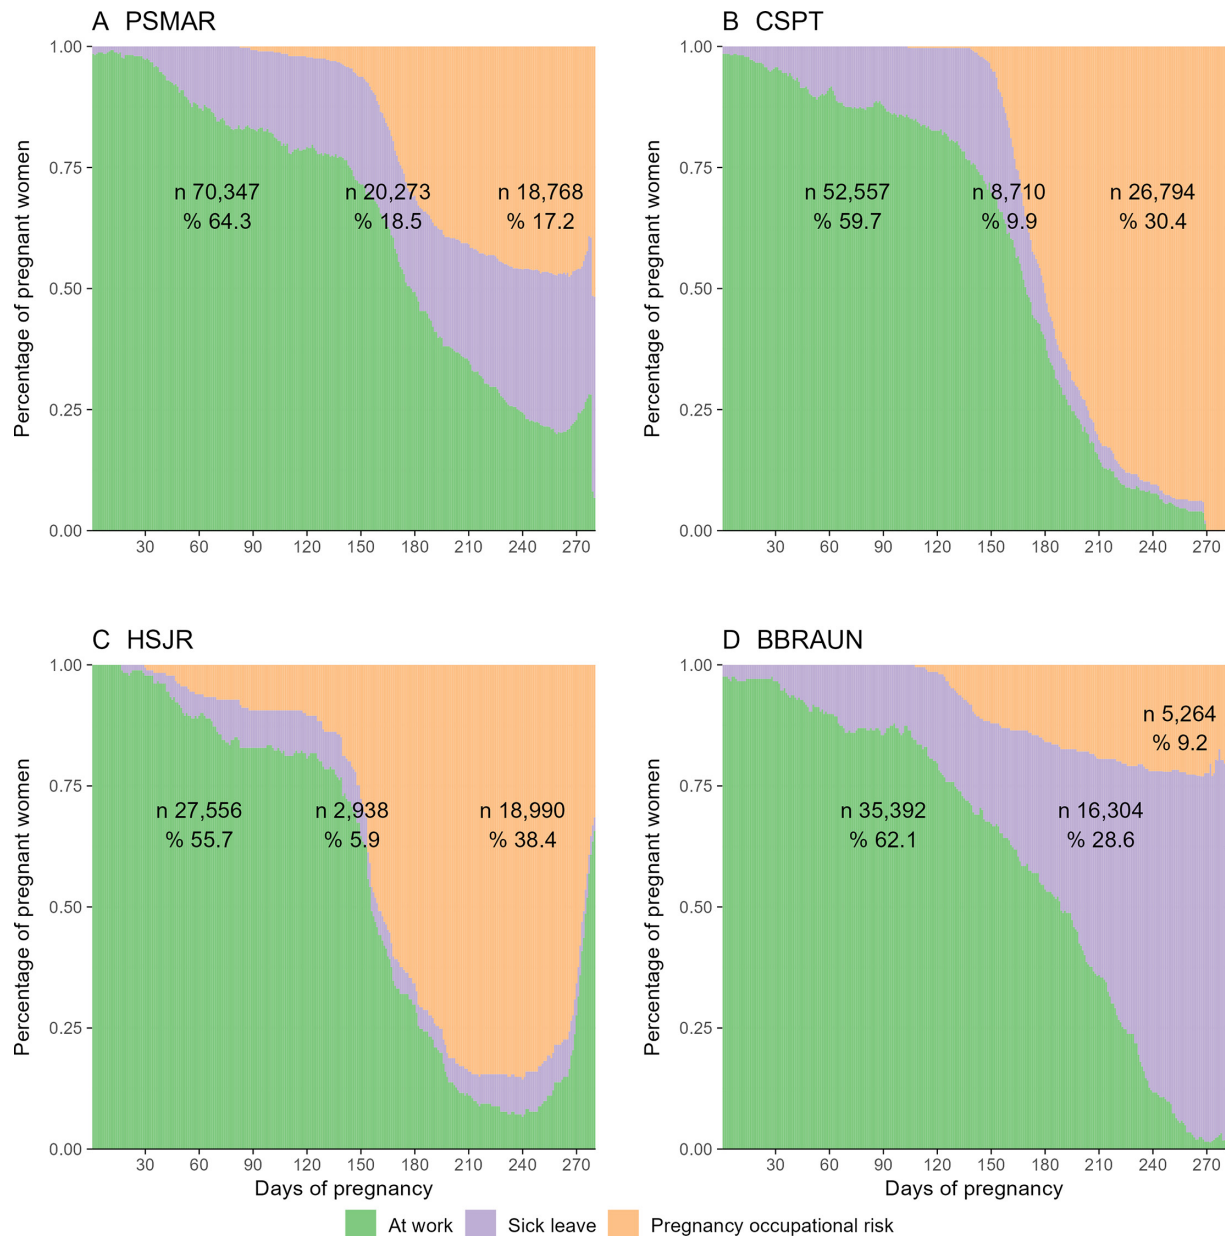 A PSMAR
1.00
0.75
0.50
0.25
0.00
Percentage of pregnant women
n 70,347
% 64.3
n 20,273
% 18.5
n 18,768
% 17.2
30 60 90 120 150 180 210 240 270
B CSPT
1.00
0.75
0.50
0.25
0.00
Percentage of pregnant women
n 52,557
% 59.7
n 8,710
% 9.9
n 26,794
% 30.4
30 60 90 120 150 180 210 240 270
C HSJR
1.00
0.75
0.50
0.25
0.00
Percentage of pregnant women
n 27,556
% 55.7
n 2,938
% 5.9
n 18,990
% 38.4
30 60 90 120 150 180 210 240 270
Days of pregnancy
D BBRAUN
1.00
0.75
0.50
0.25
0.00
Percentage of pregnant women
n 5,264
% 9.2
n 35,392
% 62.1
n 16,304
% 28.6
30 60 90 120 150 180 210 240 270
Days of pregnancy
At work Sick leave Pregnancy occupational risk